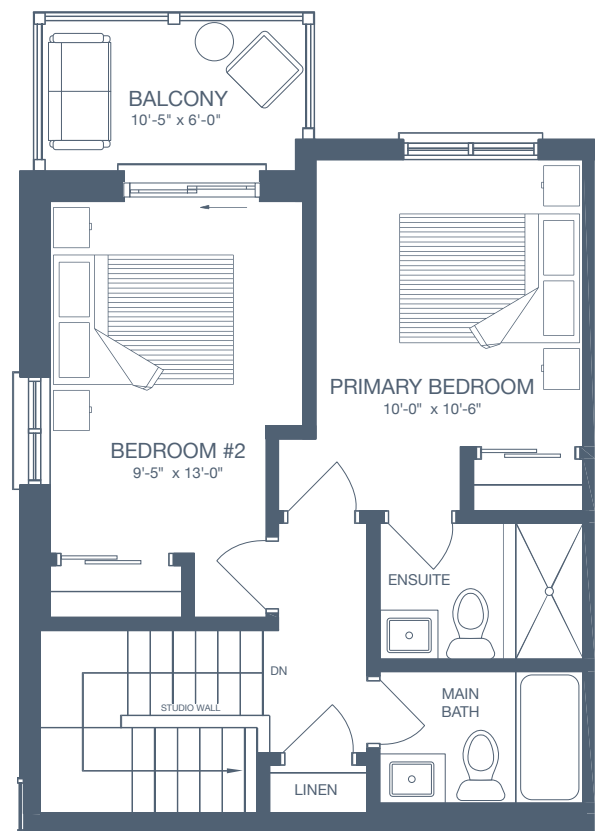 BALCONY
10'-5" x 6'-0"
PRIMARY BEDROOM
10'-0" x 10'-6"
BEDROOM #2
9'-5" x 13'-0"
ENSUITE
DN
STUDIO WALL
MAIN
BATH
LINEN